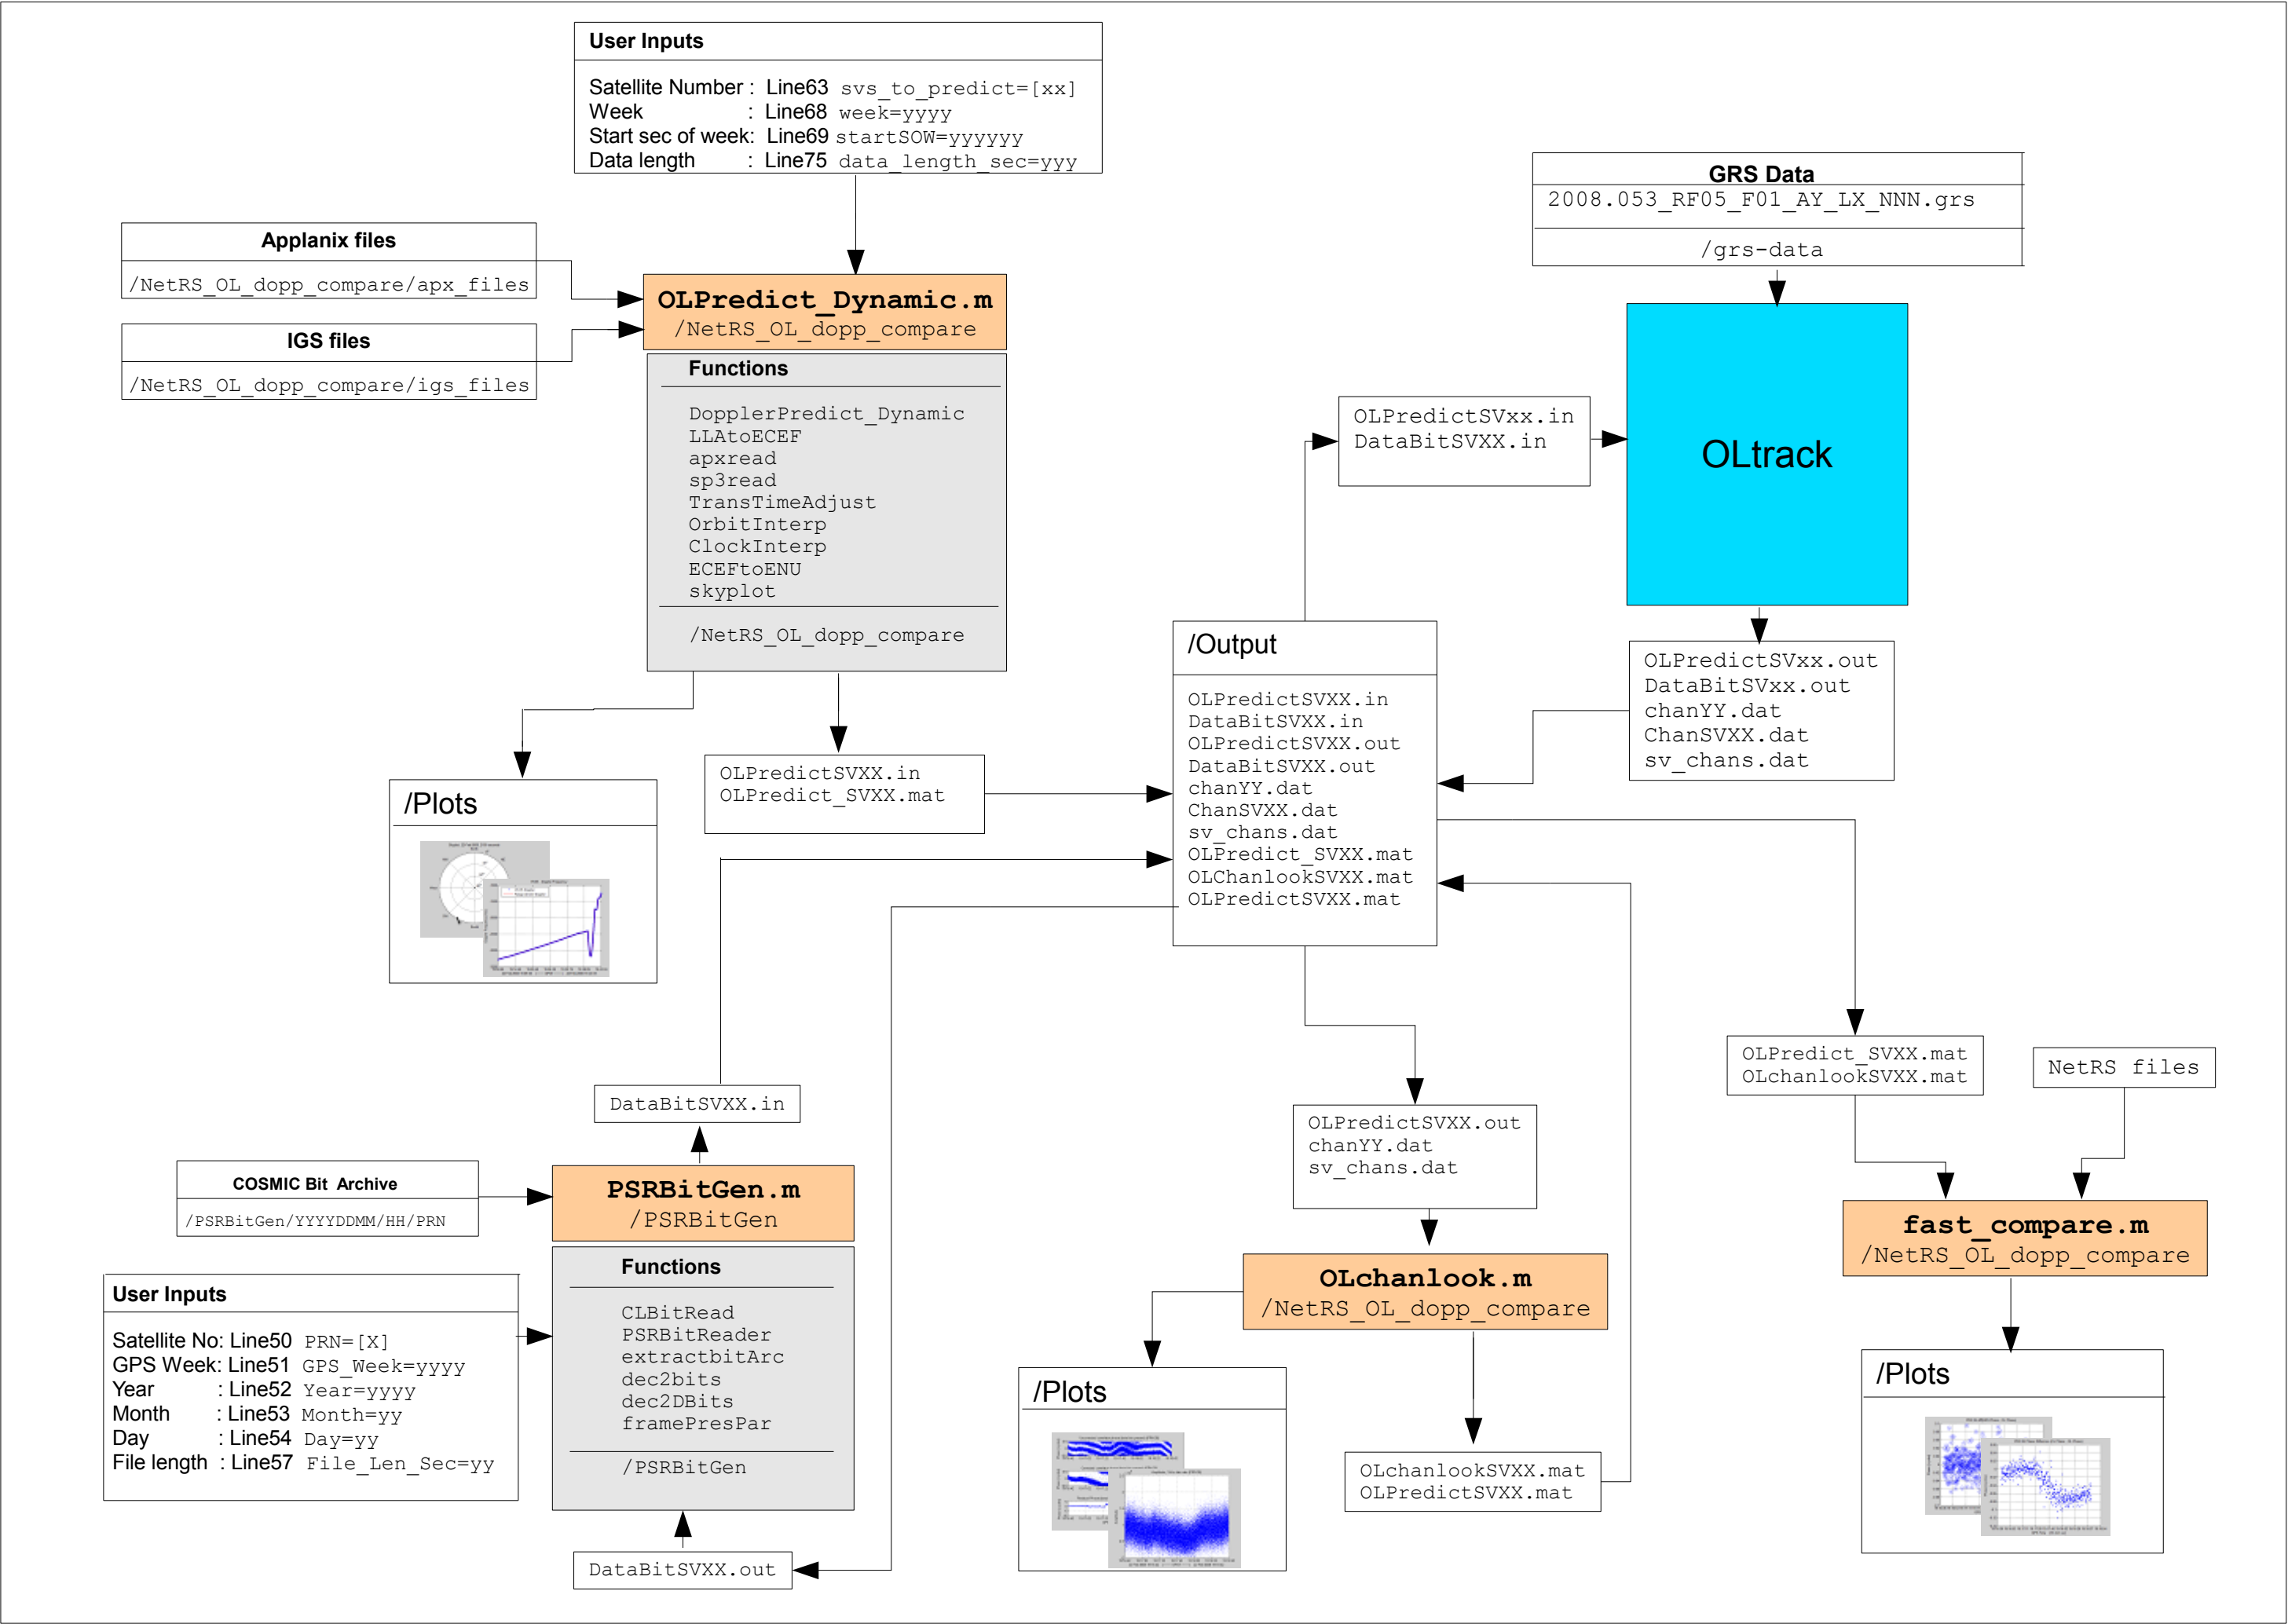 User Inputs
Satellite Number : Line63 svs_to_predict=[xx]
Week : Line68 week=yyyy
Start sec of week: Line69 startSOW=yyyyyy
Data length : Line75 data_length_sec=yyy
Applanix files
/NetRS_OL_dopp_compare/apx_files
IGS files
/NetRS_OL_dopp_compare/igs_files
OLPredict_Dynamic.m
/NetRS_OL_dopp_compare
Functions
DopplerPredict_Dynamic
LLAtoECEF
apxread
sp3read
TransTimeAdjust
OrbitInterp
ClockInterp
ECEFtoENU
skyplot
/NetRS_OL_dopp_compare
GRS Data
2008.053_RF05_F01_AY_LX_NNN.grs
/grs-data
OLPredictSVxx.in
DataBitSVXX.in
OLtrack
OLPredictSVxx.out
DataBitSVxx.out
chanYY.dat
ChanSVXX.dat
sv_chans.dat
/Output
OLPredictSVXX.in
DataBitSVXX.in
OLPredictSVXX.out
DataBitSVXX.out
chanYY.dat
ChanSVXX.dat
sv_chans.dat
OLPredict_SVXX.mat
OLChanlookSVXX.mat
OLPredictSVXX.mat
/Plots
OLPredictSVXX.in
OLPredict_SVXX.mat
DataBitSVXX.in
COSMIC Bit Archive
/PSRBitGen/YYYYDDMM/HH/PRN
PSRBitGen.m
/PSRBitGen
User Inputs
Satellite No: Line50 PRN=[X]
GPS Week: Line51 GPS_Week=yyyy
Year : Line52 Year=yyyy
Month : Line53 Month=yy
Day : Line54 Day=yy
File length : Line57 File_Len_Sec=yy
Functions
CLBitRead
PSRBitReader
extractbitArc
dec2bits
dec2DBits
framePresPar
/PSRBitGen
DataBitSVXX.out
OLPredictSVXX.out
chanYY.dat
sv_chans.dat
OLchanlook.m
/NetRS_OL_dopp_compare
/Plots
OLchanlookSVXX.mat
OLPredictSVXX.mat
OLPredict_SVXX.mat
OLchanlookSVXX.mat
NetRS files
fast_compare.m
/NetRS_OL_dopp_compare
/Plots